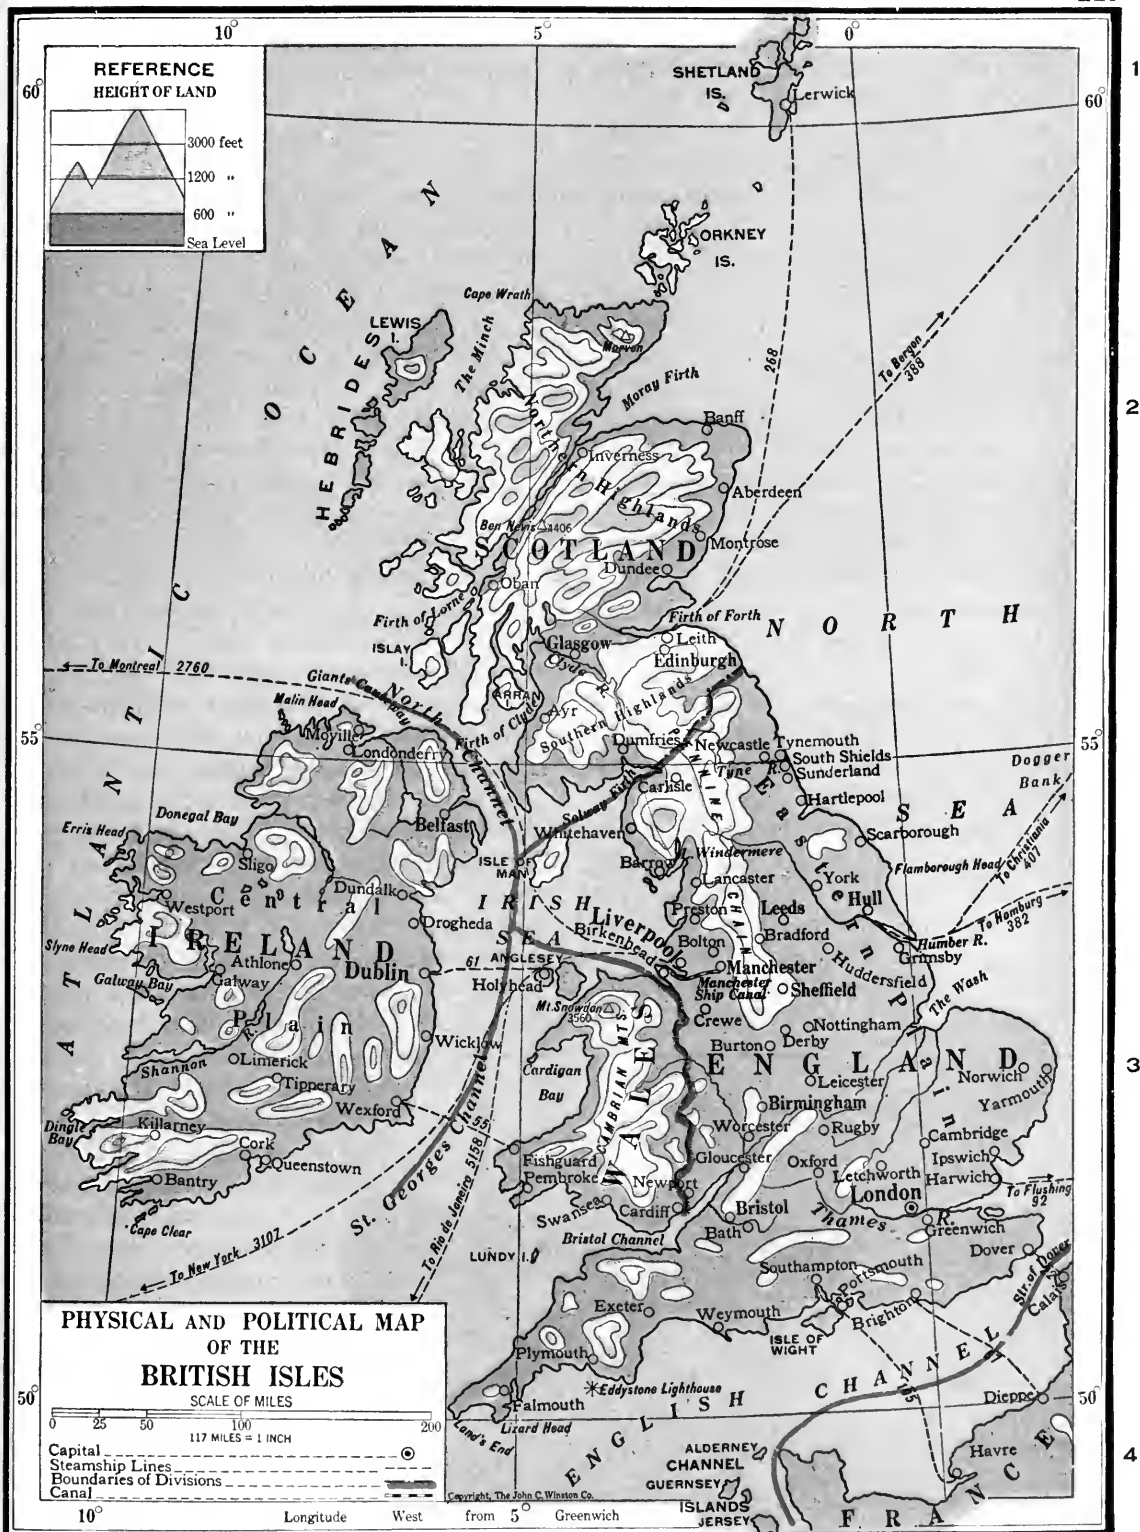 10°
5°
0°
REFERENCE
HEIGHT OF LAND
3000 feet
1200 "
600 "
Sea Level
60°
60°
1
SHETLAND
IS.
Lerwick
ORKNEY
IS.
ATLANTIC OCEAN
Cape Wrath
LEWIS
I.
The Minch
HEBRIDES
Morven
Moray Firth
268
To Bergen
388
2
Banff
Inverness
Northern Highlands
Aberdeen
Ben Nevis 4406
SCOTLAND
Montrose
Dundee
Oban
Firth of Lorne
Firth of Forth
NORTH
SEA
Leith
ISLAY
I.
Glasgow
Edinburgh
Clyde R.
To Montreal 2760
Giants Causeway
North Channel
ARRAN
I.
Malin Head
Ayr
Southern Highlands
Firth of Clyde
Moville
Londonderry
Dumfries
Newcastle
Tynemouth
South Shields
Tyne R.
Sunderland
55°
55°
Dogger
Bank
PENNINE CHAIN
Carlisle
Solway Firth
Hartlepool
Eastern Plain
Donegal Bay
Belfast
Whitehaven
Scarborough
Erris Head
Sligo
ISLE OF
MAN
Barrow
L. Windermere
Flamborough Head
To Christiania
407
Lancaster
York
Westport
Central
Dundalk
IRISH
SEA
Preston
Leeds
Hull
Drogheda
Liverpool
Birkenhead
Bolton
Bradford
To Hamburg
382
Humber R.
Grimsby
Slyne Head
IRELAND
Athlone
Dublin
61
ANGLESEY
Manchester
Huddersfield
Galway
Galway Bay
Holyhead
Manchester
Ship Canal
Sheffield
The Wash
Mt. Snowdon
3560
Crewe
Plain
Wicklow
Nottingham
Derby
Burton
R.
Shannon
Limerick
Cardigan
Bay
CAMBRIAN MTS
WALES
ENGLAND
Norwich
Yarmouth
3
Leicester
Tipperary
Wexford
Birmingham
Dingle
Bay
Killarney
55
Worcester
Rugby
Cambridge
Cork
Queenstown
St. Georges Channel
Fishguard
Pembroke
Gloucester
Oxford
Letchworth
Ipswich
Harwich
Bantry
Newport
London
To Flushing
92
Swansea
Cardiff
Bristol
Bath
Thames R.
Greenwich
Cape Clear
Bristol Channel
Dover
To New York 3107
To Rio de Janeiro 5158
LUNDY I.
Str. of Dover
Calais
Southampton
Portsmouth
Brighton
Exeter
Weymouth
ISLE OF
WIGHT
Plymouth
ENGLISH CHANNEL
Eddystone Lighthouse
Dieppe
Falmouth
Land's End
Lizard Head
ENGLISH
50°
50°
Havre
ALDERNEY
CHANNEL
GUERNSEY
ISLANDS
JERSEY
FRANCE
4
PHYSICAL AND POLITICAL MAP
OF THE
BRITISH ISLES
SCALE OF MILES
0 25 50 100 200
117 MILES = 1 INCH
Capital
Steamship Lines
Boundaries of Divisions
Canal
Copyright, The John C. Winston Co.
10° Longitude West from 5° Greenwich